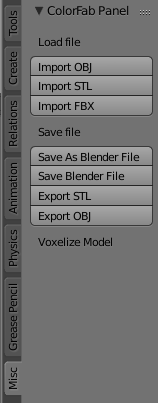 Tools
Create
Relations
Animation
Physics
Grease Pencil
Misc
ColorFab Panel
Load file
Import OBJ
Import STL
Import FBX
Save file
Save As Blender File
Save Blender File
Export STL
Export OBJ
Voxelize Model